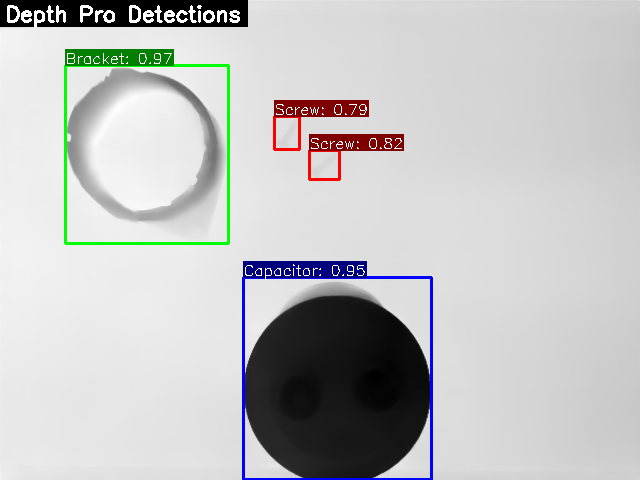 Depth Pro Detections
Bracket: 0.97
Screw: 0.79
Screw: 0.82
Capacitor: 0.95